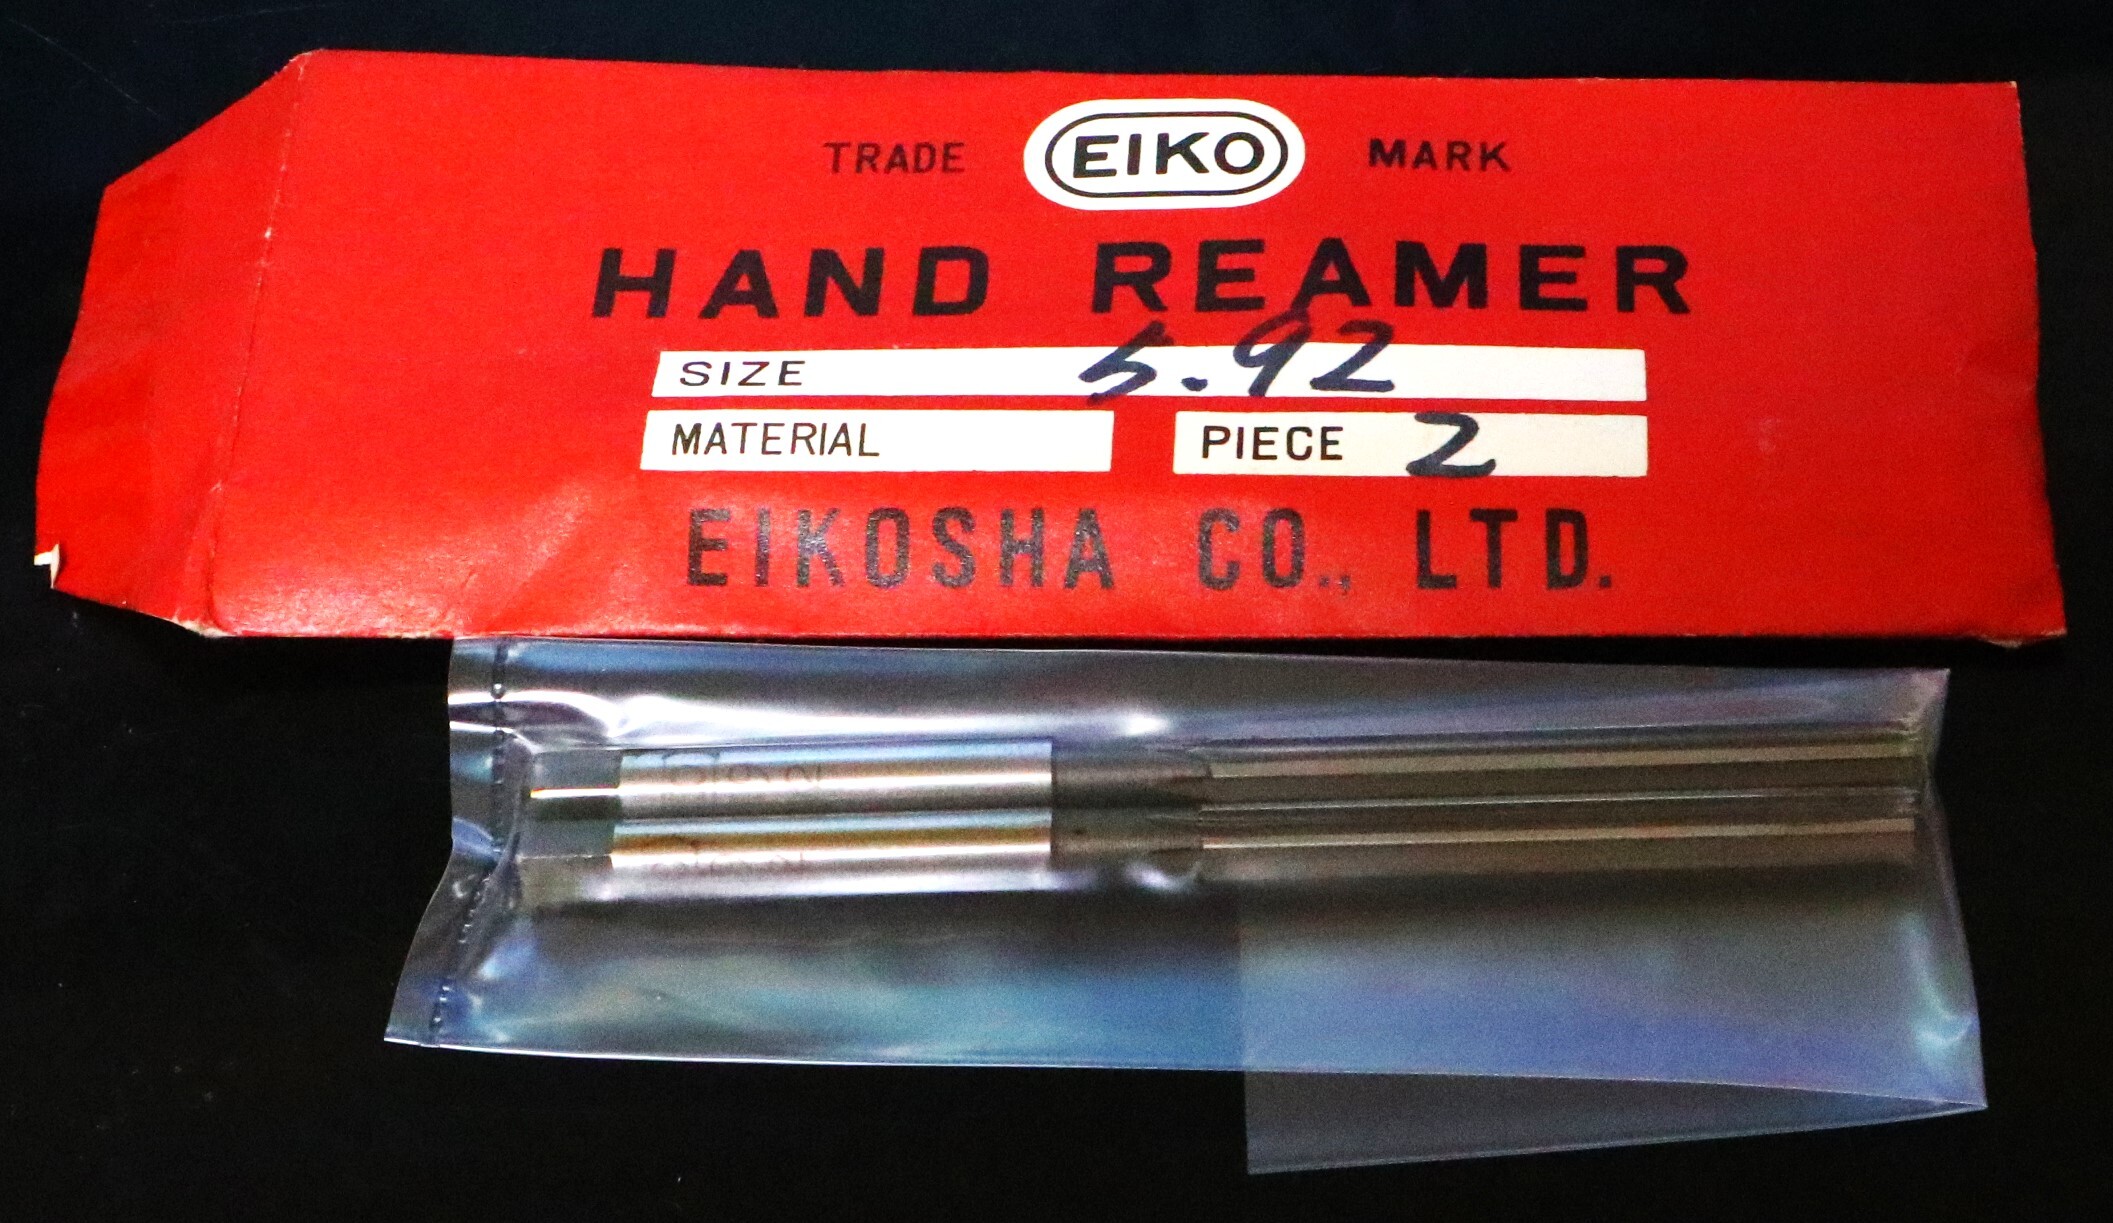 TRADE EIKO MARK
HAND REAMER
SIZE 5.92
MATERIAL PIECE 2
EIKOSHA CO., LTD.